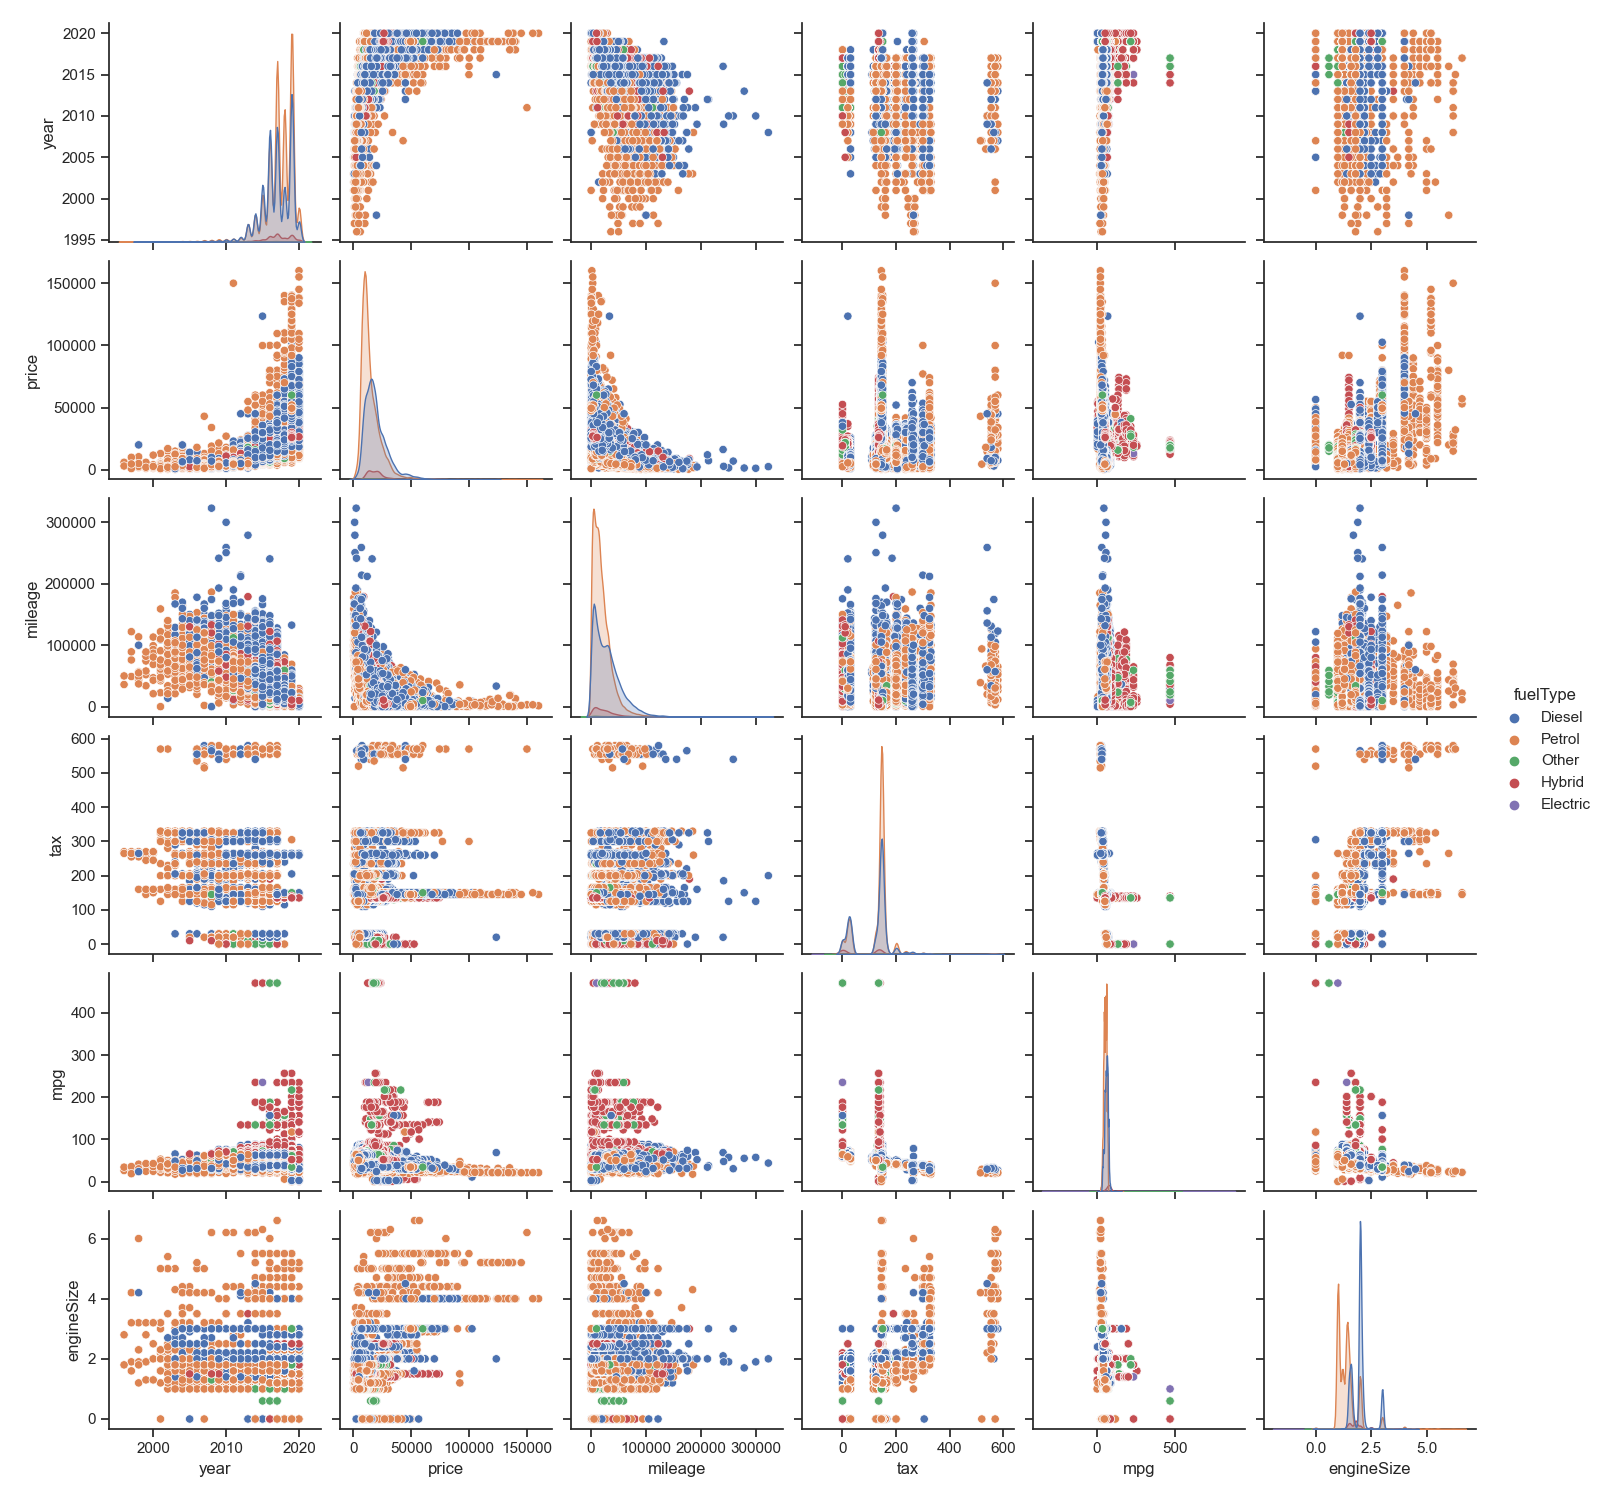 2020
2015
2010
2005
2000
1995
year
150000
100000
50000
0
price
300000
200000
100000
0
mileage
600
500
400
300
200
100
0
tax
400
300
200
100
0
mpg
6
4
2
0
engineSize
2000 2010 2020
year
0 50000 100000 150000
price
0 100000 200000 300000
mileage
0 200 400 600
tax
0 500
mpg
0.0 2.5 5.0
engineSize
fuelType
Diesel
Petrol
Other
Hybrid
Electric